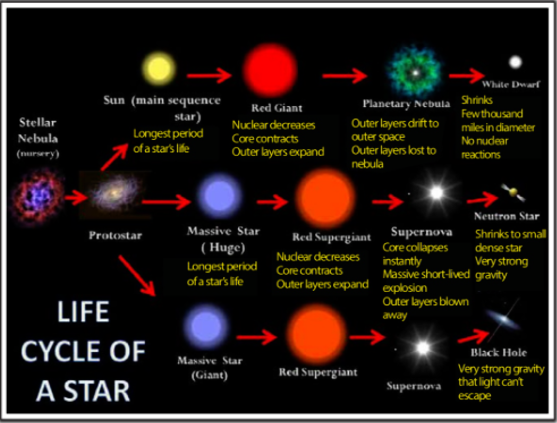 Sun (main sequence
star)
Longest period
of a star's life
Red Giant
Nuclear decreases
Core contracts
Outer layers expand
Planetary Nebula
Outer layers drift to
outer space
Outer layers lost to
nebula
White Dwarf
Shrinks
Few thousand
miles in diameter
No nuclear
reactions
Stellar
Nebula
(nursery)
Protostar
Massive Star
(Huge)
Longest period
of a star's life
Red Supergiant
Nuclear decreases
Core contracts
Outer layers expand
Supernova
Core collapses
instantly
Massive short-lived
explosion
Outer layers blown
away
Neutron Star
Shrinks to small
dense star
Very strong
gravity
LIFE
CYCLE OF
A STAR
Massive Star
(Giant)
Red Supergiant
Supernova
Black Hole
Very strong gravity
that light can't
escape